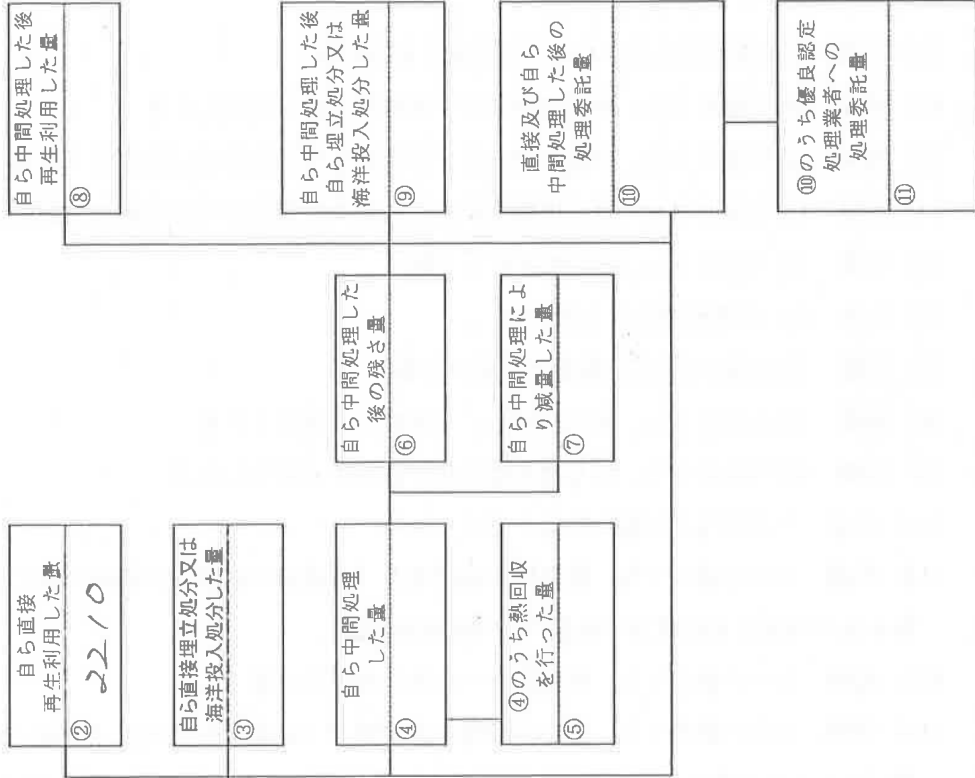 自ら直接
再生利用した量
②
2210
自ら直接埋立処分又は
海洋投入処分した量
③
自ら中間処理
した量
④
④のうち熱回収
を行った量
⑤
自ら中間処理した
後の残さ量
⑥
自ら中間処理によ
り減量した量
⑦
自ら中間処理した後
再生利用した量
⑧
自ら中間処理した後
自ら埋立処分又は
海洋投入処分した量
⑨
直接及び自ら
中間処理した後の
処理委託量
⑩
⑩のうち優良認定
処理業者への
処理委託量
⑪